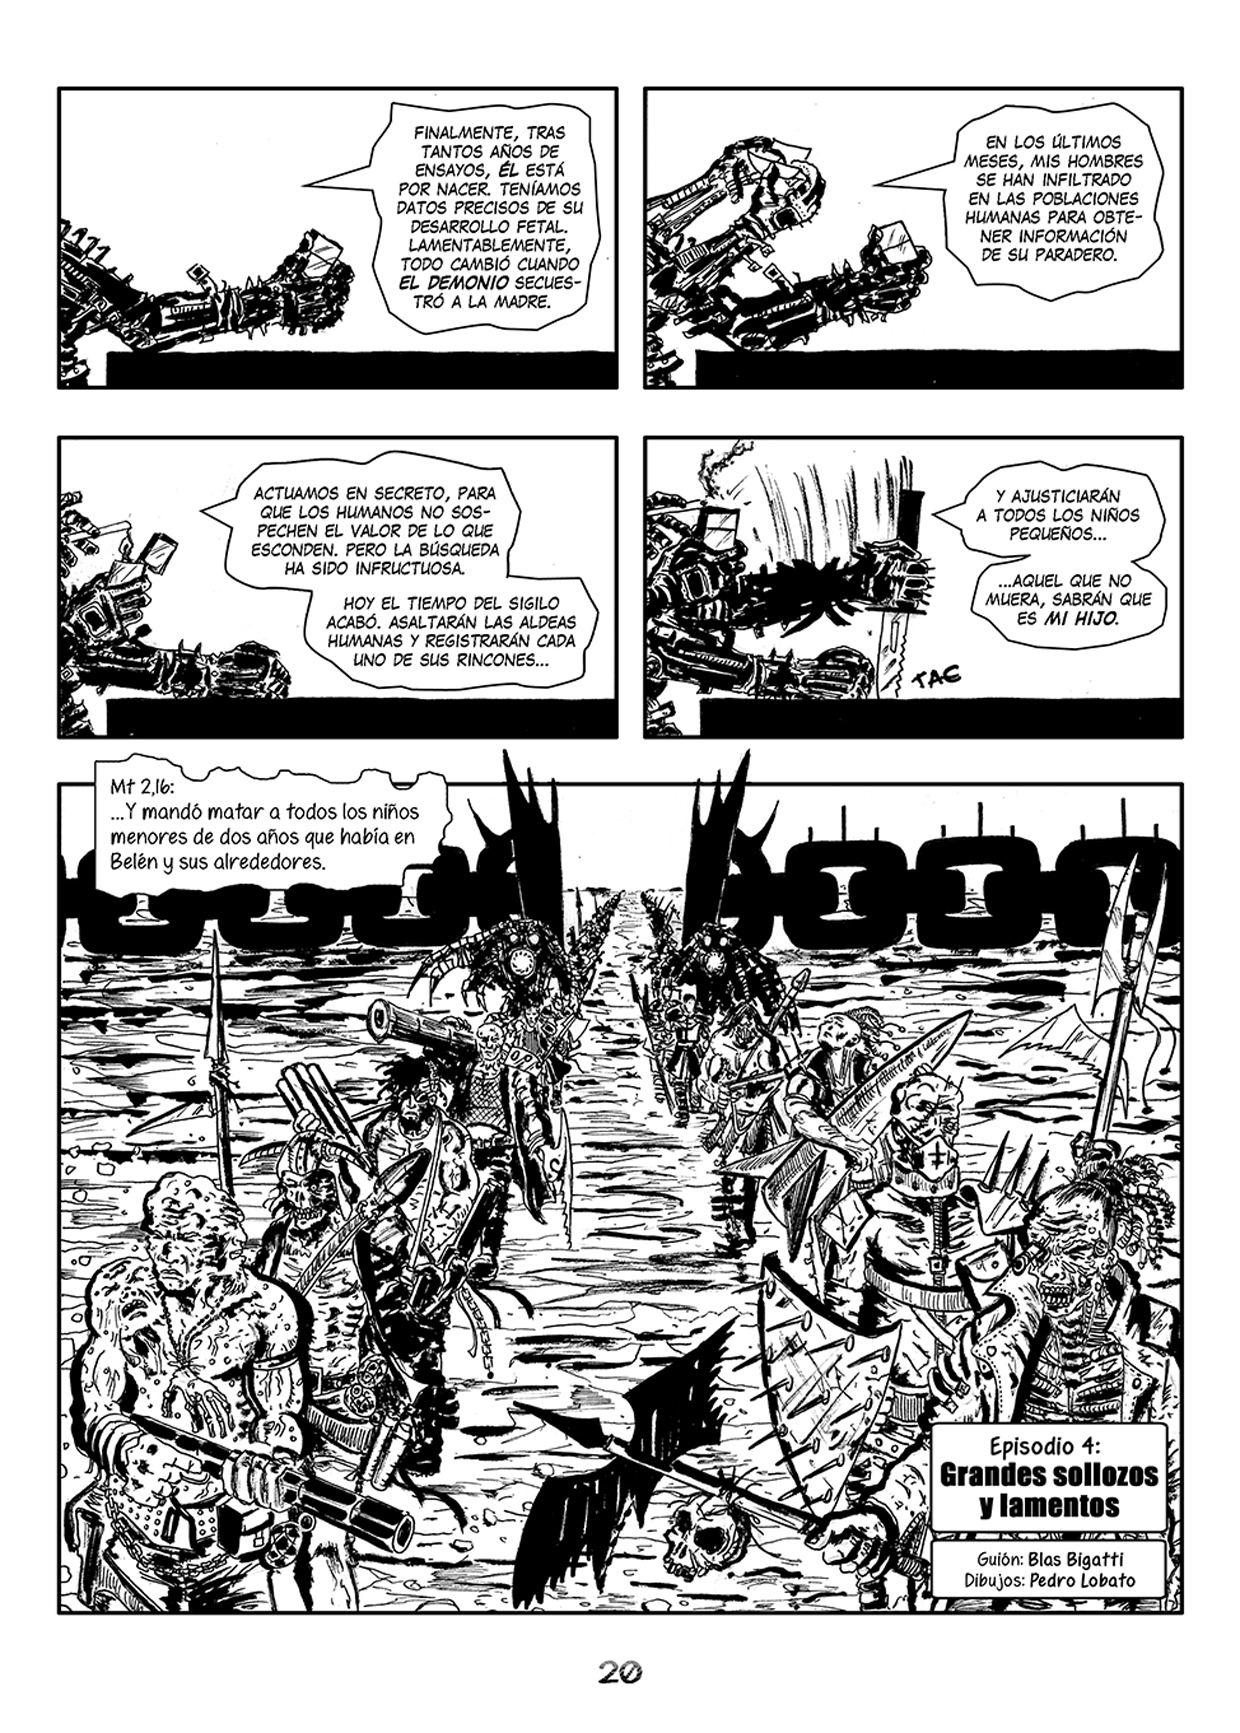 FINALMENTE, TRAS
TANTOS AÑOS DE
ENSAYOS, ÉL ESTÁ
POR NACER. TENÍAMOS
DATOS PRECISOS DE SU
DESARROLLO FETAL.
LAMENTABLEMENTE,
TODO CAMBIÓ CUANDO
EL DEMONIO SECUES-
TRÓ A LA MADRE.
EN LOS ÚLTIMOS
MESES, MIS HOMBRES
SE HAN INFILTRADO
EN LAS POBLACIONES
HUMANAS PARA OBTE-
NER INFORMACIÓN
DE SU PARADERO.
ACTUAMOS EN SECRETO, PARA
QUE LOS HUMANOS NO SOS-
PECHEN EL VALOR DE LO QUE
ESCONDEN. PERO LA BÚSQUEDA
HA SIDO INFRUCTUOSA.
HOY EL TIEMPO DEL SIGILO
ACABÓ. ASALTARÁN LAS ALDEAS
HUMANAS Y REGISTRARÁN CADA
UNO DE SUS RINCONES...
Y AJUSTICIARÁN
A TODOS LOS NIÑOS
PEQUEÑOS...
...AQUEL QUE NO
MUERA, SABRÁN QUE
ES MI HIJO.
TAC
Mt 2,16:
...Y mandó matar a todos los niños
menores de dos años que había en
Belén y sus alrededores.
Episodio 4:
Grandes sollozos
y lamentos
Guión: Blas Bigatti
Dibujos: Pedro Lobato
20